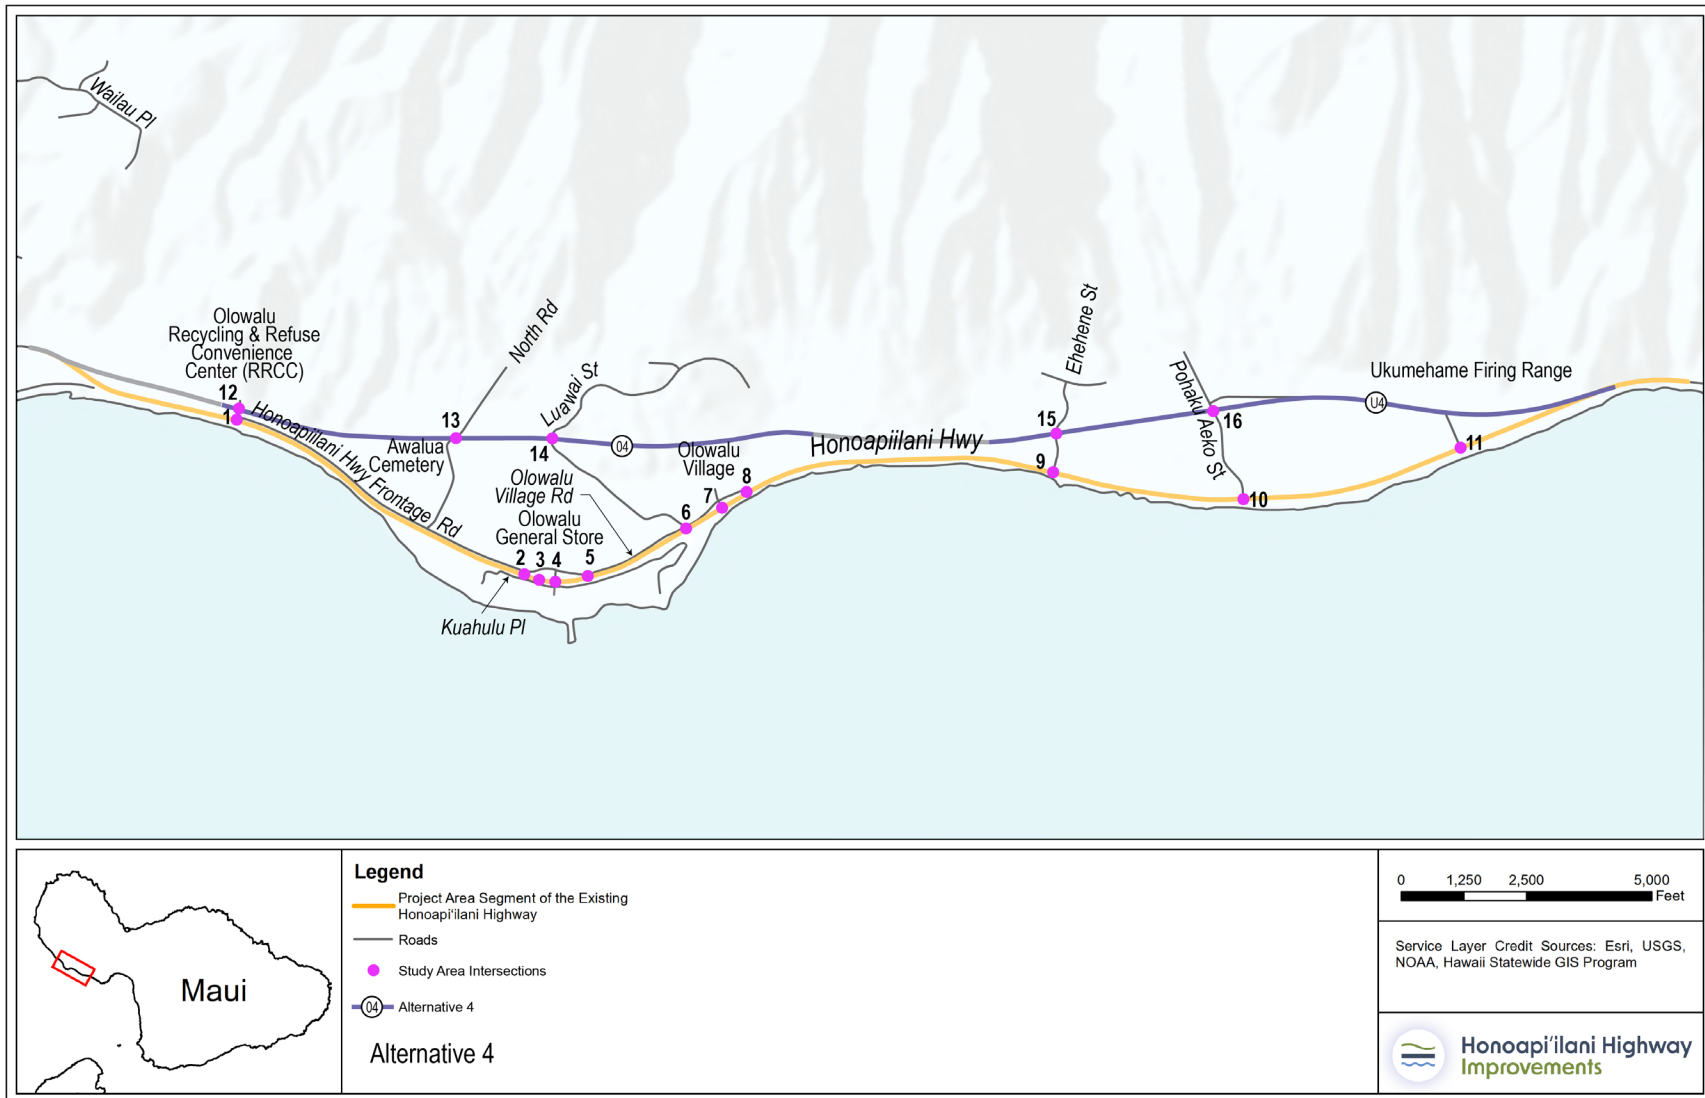 Wailau Pl
Olowalu
Recycling & Refuse
Convenience
Center (RRCC)
12
1
Honoapiilani Hwy Frontage Rd
North Rd
13
Awalua
Cemetery
Luawai St
14
04
Olowalu
Village Rd
Olowalu
Village
Olowalu
General Store
2
3
4
5
6
7
8
Kuahulu Pl
Honoapiilani Hwy
Ehehene St
15
9
Pohaku Aeko St
16
10
U4
Ukumehame Firing Range
11
Maui
Legend
Project Area Segment of the Existing
Honoapiʻilani Highway
Roads
Study Area Intersections
04
Alternative 4
Alternative 4
0 1,250 2,500 5,000
Feet
Service Layer Credit Sources: Esri, USGS,
NOAA, Hawaii Statewide GIS Program
Honoapiʻilani Highway
Improvements